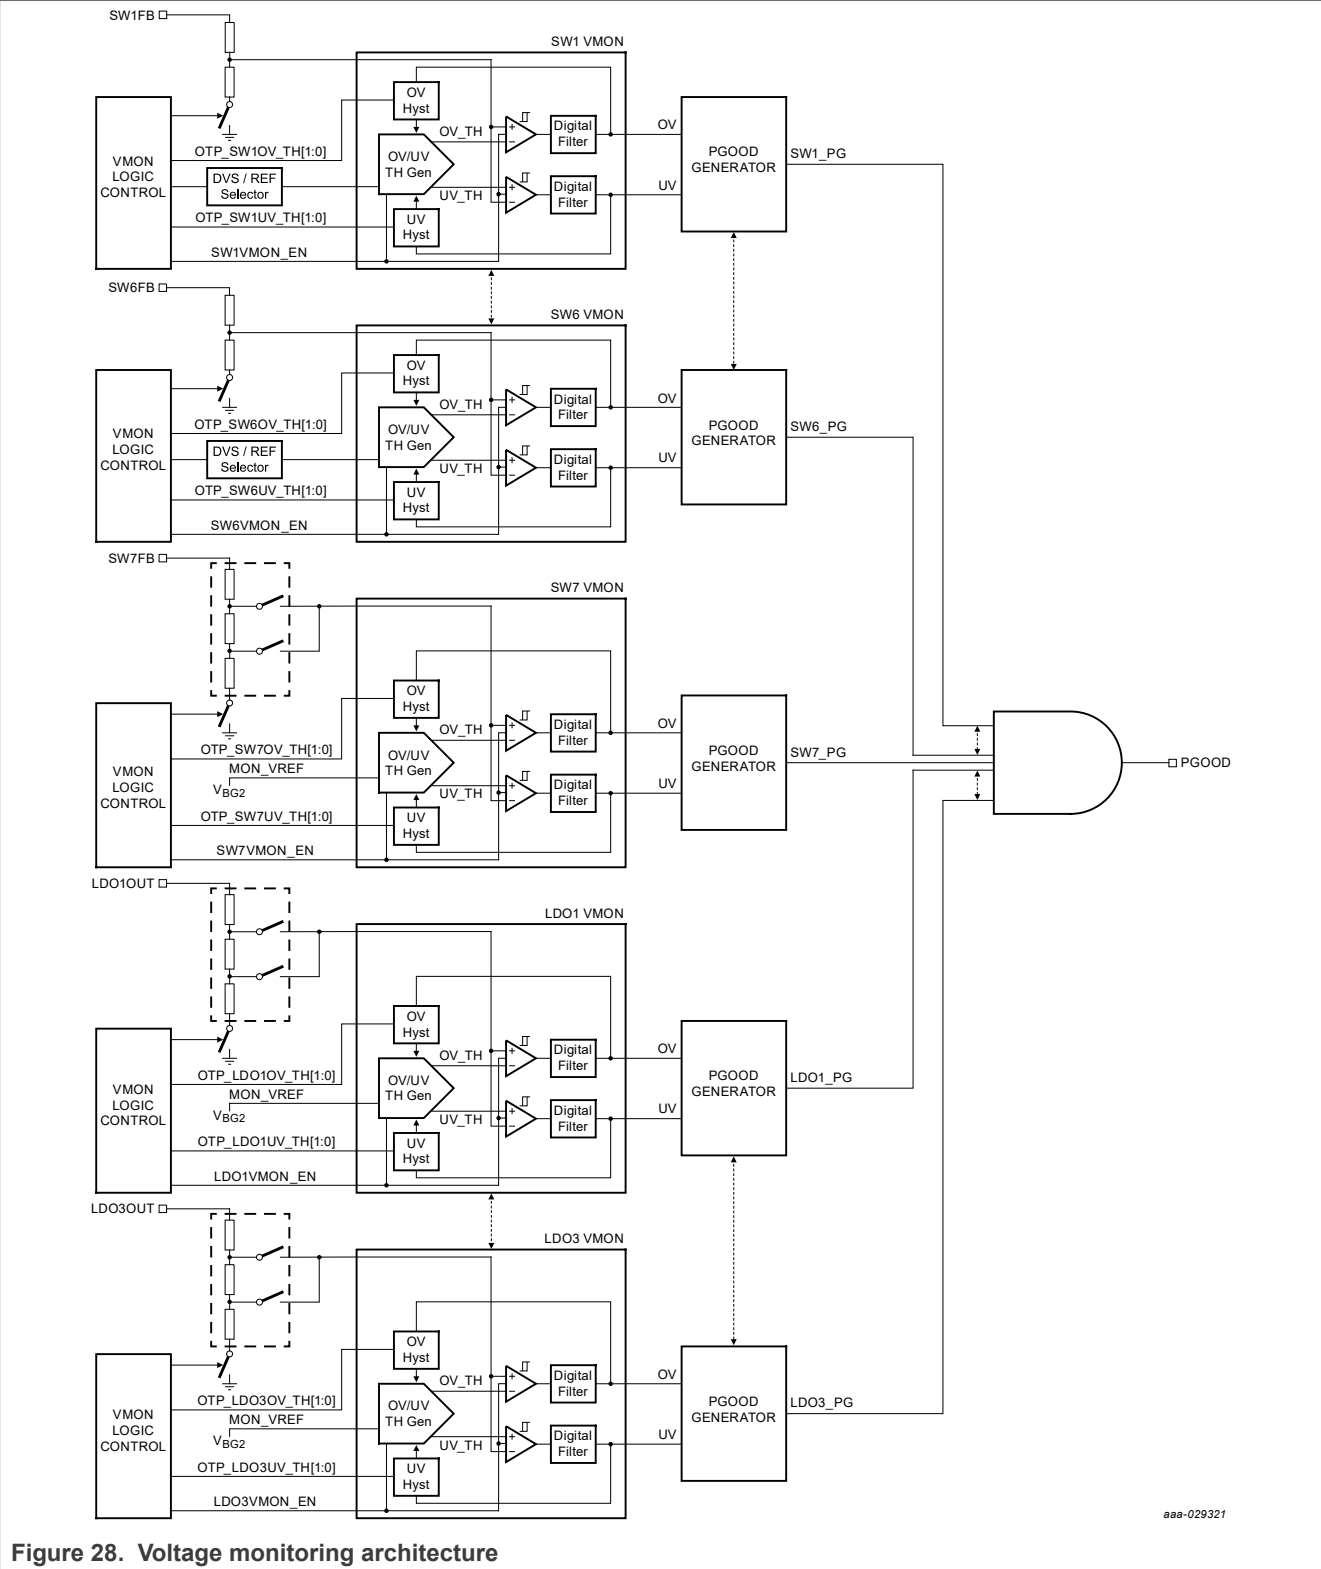 SW1FB
SW1 VMON
OV
Hyst
VMON
LOGIC
CONTROL
OTP_SW1OV_TH[1:0]
DVS / REF
Selector
OTP_SW1UV_TH[1:0]
SW1VMON_EN
OV/UV
TH Gen
OV_TH
UV_TH
UV
Hyst
+
−
+
−
Digital
Filter
Digital
Filter
OV
UV
PGOOD
GENERATOR
SW1_PG
SW6FB
SW6 VMON
OV
Hyst
VMON
LOGIC
CONTROL
OTP_SW6OV_TH[1:0]
DVS / REF
Selector
OTP_SW6UV_TH[1:0]
SW6VMON_EN
OV/UV
TH Gen
OV_TH
UV_TH
UV
Hyst
+
−
+
−
Digital
Filter
Digital
Filter
OV
UV
PGOOD
GENERATOR
SW6_PG
SW7FB
SW7 VMON
OV
Hyst
VMON
LOGIC
CONTROL
OTP_SW7OV_TH[1:0]
MON_VREF
VBG2
OTP_SW7UV_TH[1:0]
SW7VMON_EN
OV/UV
TH Gen
OV_TH
UV_TH
UV
Hyst
+
−
+
−
Digital
Filter
Digital
Filter
OV
UV
PGOOD
GENERATOR
SW7_PG
PGOOD
LDO1OUT
LDO1 VMON
OV
Hyst
VMON
LOGIC
CONTROL
OTP_LDO1OV_TH[1:0]
MON_VREF
VBG2
OTP_LDO1UV_TH[1:0]
LDO1VMON_EN
OV/UV
TH Gen
OV_TH
UV_TH
UV
Hyst
+
−
+
−
Digital
Filter
Digital
Filter
OV
UV
PGOOD
GENERATOR
LDO1_PG
LDO3OUT
LDO3 VMON
OV
Hyst
VMON
LOGIC
CONTROL
OTP_LDO3OV_TH[1:0]
MON_VREF
VBG2
OTP_LDO3UV_TH[1:0]
LDO3VMON_EN
OV/UV
TH Gen
OV_TH
UV_TH
UV
Hyst
+
−
+
−
Digital
Filter
Digital
Filter
OV
UV
PGOOD
GENERATOR
LDO3_PG
aaa-029321
Figure 28. Voltage monitoring architecture